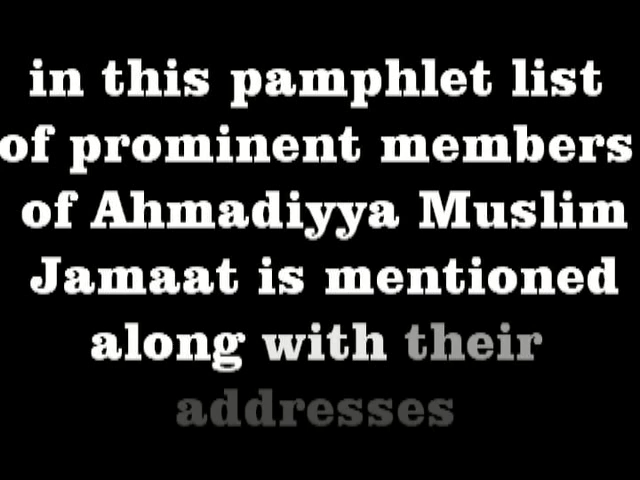 in this pamphlet list
of prominent members
of Ahmadiyya Muslim
Jamaat is mentioned
along with their
addresses